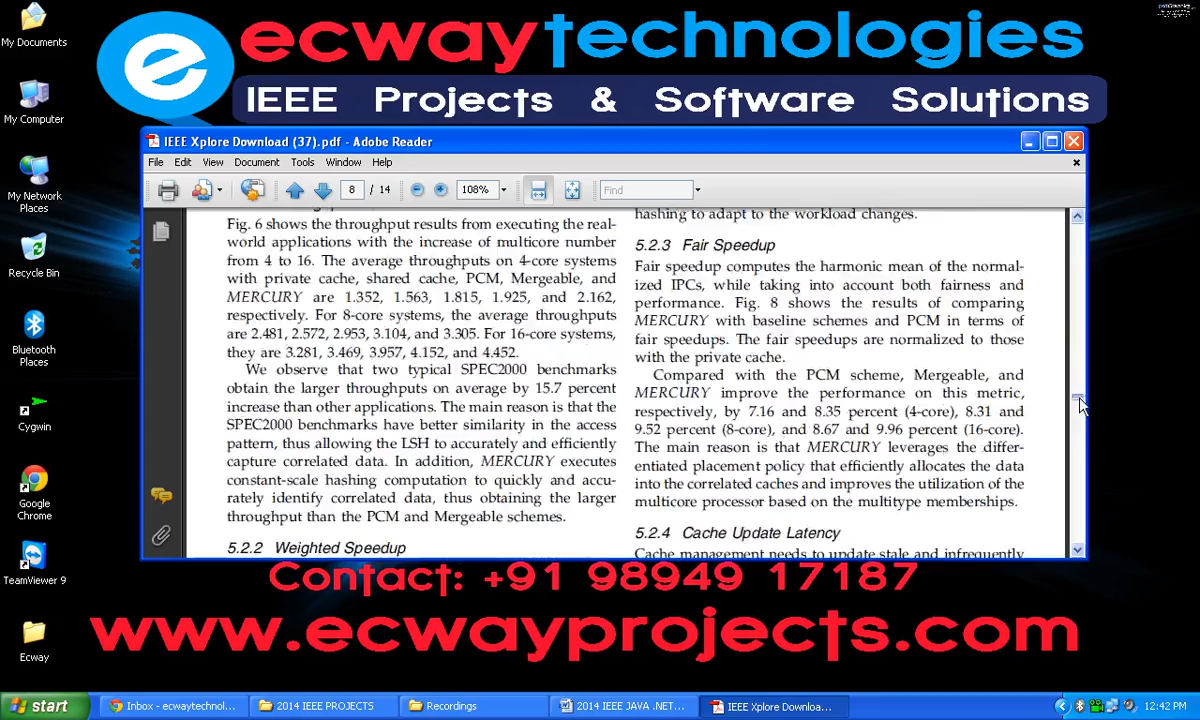 ecwaytechnologies
IEEE Projects & Software Solutions
My Documents
My Computer
My Network
Places
Recycle Bin
Bluetooth
Places
Cygwin
Google
Chrome
TeamViewer 9
Ecway
IEEE Xplore Download (37).pdf - Adobe Reader
File Edit View Document Tools Window Help
8 / 14 108% Find
Fig. 6 shows the throughput results from executing the real-
world applications with the increase of multicore number
from 4 to 16. The average throughputs on 4-core systems
with private cache, shared cache, PCM, Mergeable, and
MERCURY are 1.352, 1.563, 1.815, 1.925, and 2.162,
respectively. For 8-core systems, the average throughputs
are 2.481, 2.572, 2.953, 3.104, and 3.305. For 16-core systems,
they are 3.281, 3.469, 3.957, 4.152, and 4.452.
We observe that two typical SPEC2000 benchmarks
obtain the larger throughputs on average by 15.7 percent
increase than other applications. The main reason is that the
SPEC2000 benchmarks have better similarity in the access
pattern, thus allowing the LSH to accurately and efficiently
capture correlated data. In addition, MERCURY executes
constant-scale hashing computation to quickly and accu-
rately identify correlated data, thus obtaining the larger
throughput than the PCM and Mergeable schemes.
5.2.2 Weighted Speedup
hashing to adapt to the workload changes.
5.2.3 Fair Speedup
Fair speedup computes the harmonic mean of the normal-
ized IPCs, while taking into account both fairness and
performance. Fig. 8 shows the results of comparing
MERCURY with baseline schemes and PCM in terms of
fair speedups. The fair speedups are normalized to those
with the private cache.
Compared with the PCM scheme, Mergeable, and
MERCURY improve the performance on this metric,
respectively, by 7.16 and 8.35 percent (4-core), 8.31 and
9.52 percent (8-core), and 8.67 and 9.96 percent (16-core).
The main reason is that MERCURY leverages the differ-
entiated placement policy that efficiently allocates the data
into the correlated caches and improves the utilization of the
multicore processor based on the multitype memberships.
5.2.4 Cache Update Latency
Cache management needs to update stale and infrequently
Contact: +91 98949 17187
www.ecwayprojects.com
start
Inbox - ecwaytechnol...
2014 IEEE PROJECTS
Recordings
2014 IEEE JAVA .NET...
IEEE Xplore Downloa...
12:42 PM